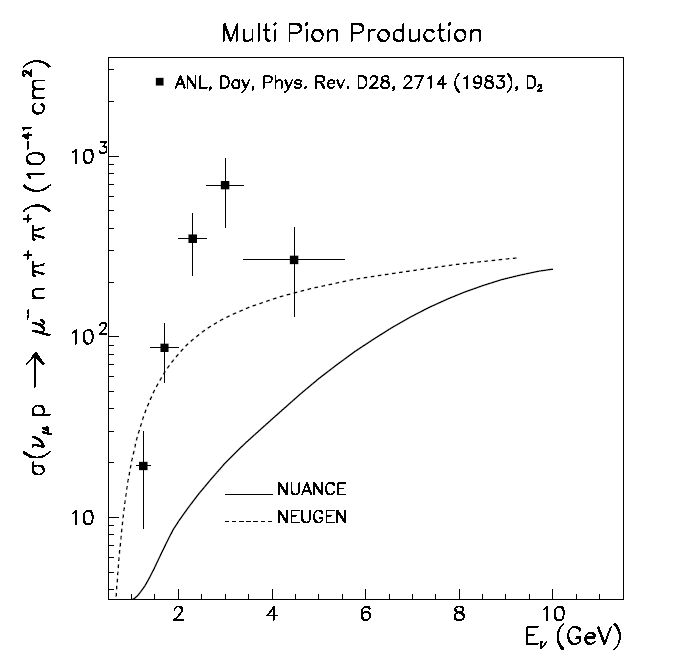 Multi Pion Production
■ ANL, Day, Phys. Rev. D28, 2714 (1983), D₂
σ(ν_μ p → μ⁻ n π⁺ π⁺) (10⁻⁴¹ cm²)
10³
10²
10
NUANCE
NEUGEN
2 4 6 8 10
E_ν (GeV)